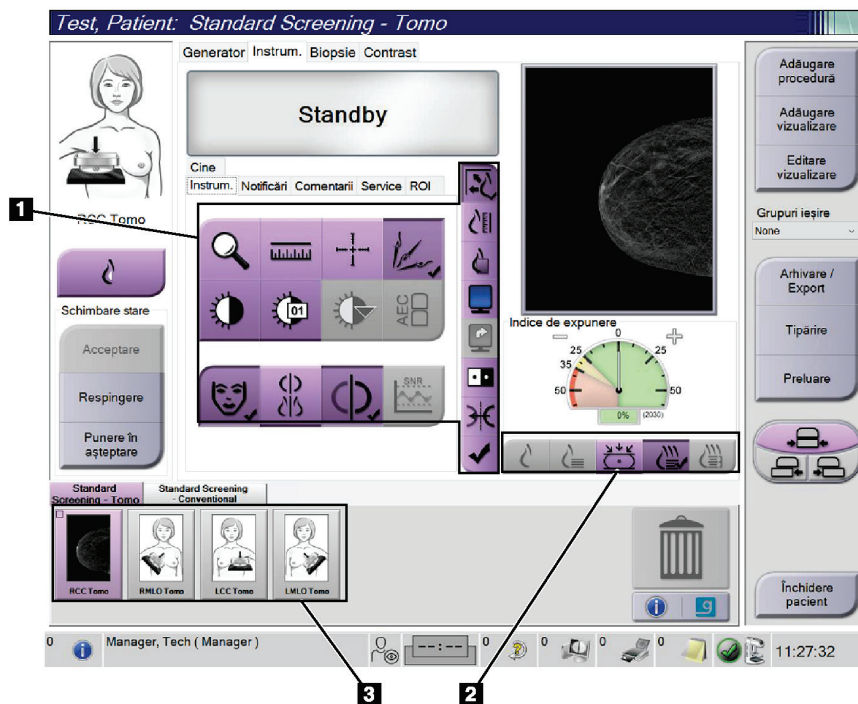 Test, Patient: Standard Screening - Tomo
Generator Instrum. Biopsie Contrast
Standby
Cine
Instrum. Notificări Comentarii Service ROI
1
RCC Tomo
Schimbare stare
Acceptare
Respingere
Punere în
așteptare
01
AEC
SNR
Indice de expunere
0
25
25
35
50
50
0%
(2030)
Adăugare
procedură
Adăugare
vizualizare
Editare
vizualizare
Grupuri ieșire
None
Arhivare /
Export
Tipărire
Preluare
Închidere
pacient
Standard
Screening - Tomo
Standard Screening
- Conventional
RCC Tomo
RMLO Tomo
LCC Tomo
LMLO Tomo
0
Manager, Tech ( Manager )
--:--
0
0
0
0
11:27:32
3
2